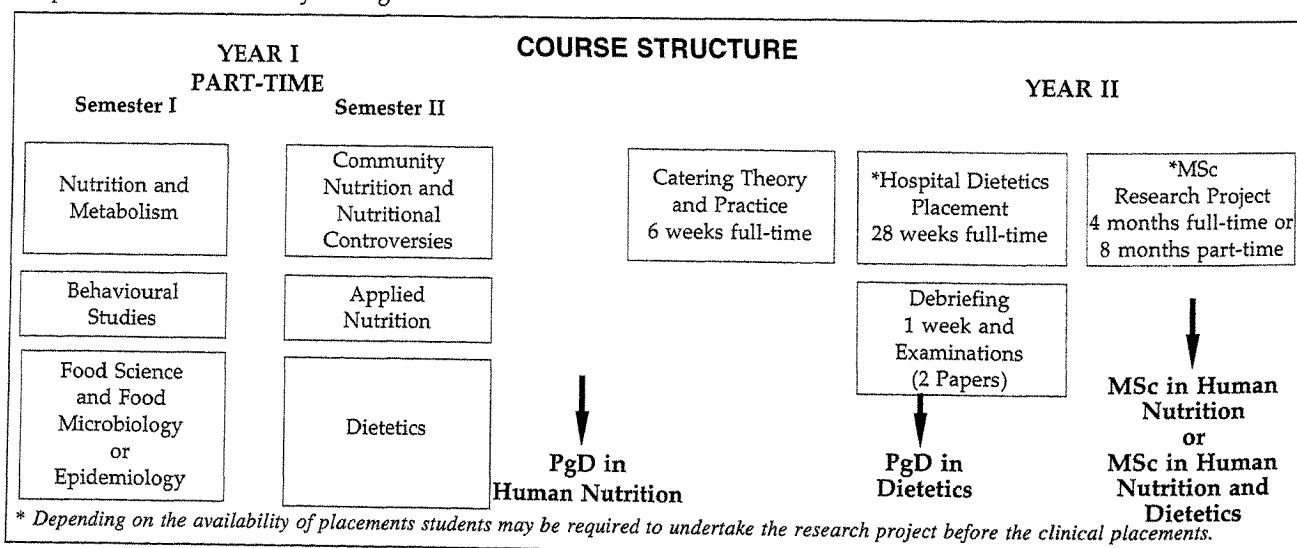 COURSE STRUCTURE
YEAR I
PART-TIME
Semester I
Semester II
YEAR II
Nutrition and
Metabolism
Behavioural
Studies
Food Science
and Food
Microbiology
or
Epidemiology
Community
Nutrition and
Nutritional
Controversies
Applied
Nutrition
Dietetics
PgD in
Human Nutrition
Catering Theory
and Practice
6 weeks full-time
*Hospital Dietetics
Placement
28 weeks full-time
Debriefing
1 week and
Examinations
(2 Papers)
PgD in
Dietetics
*MSc
Research Project
4 months full-time or
8 months part-time
MSc in Human
Nutrition
or
MSc in Human
Nutrition and
Dietetics
* Depending on the availability of placements students may be required to undertake the research project before the clinical placements.